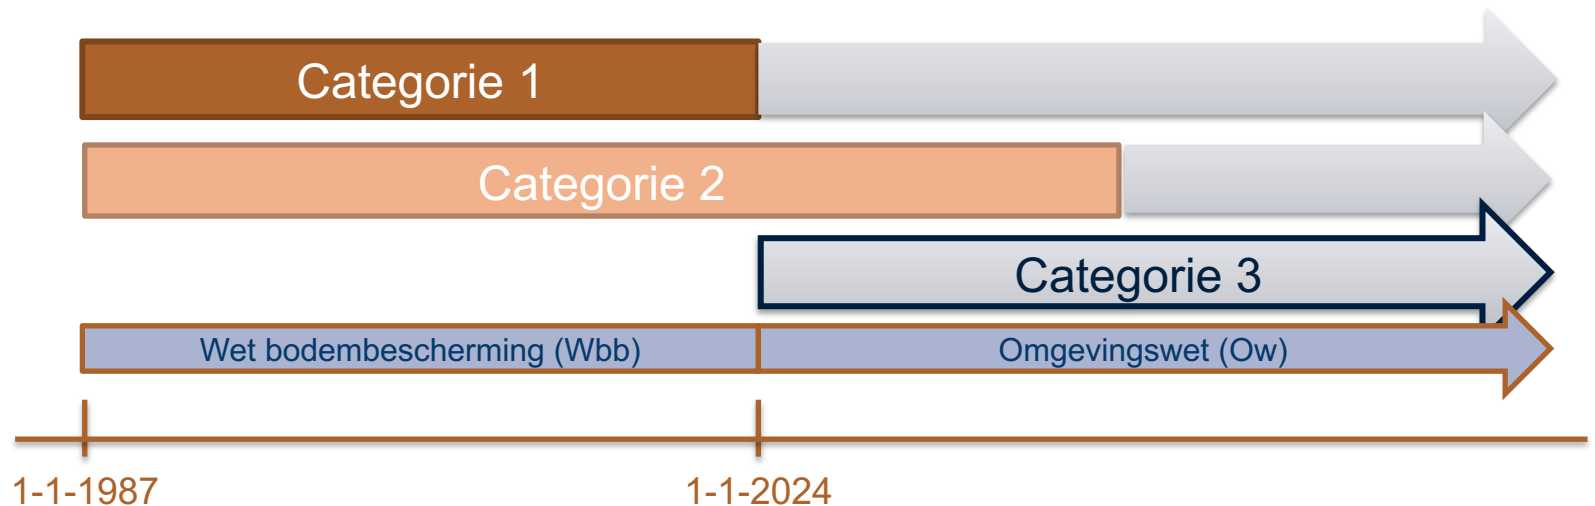 Categorie 1
Categorie 2
Categorie 3
Wet bodembescherming (Wbb)
Omgevingswet (Ow)
1-1-1987
1-1-2024